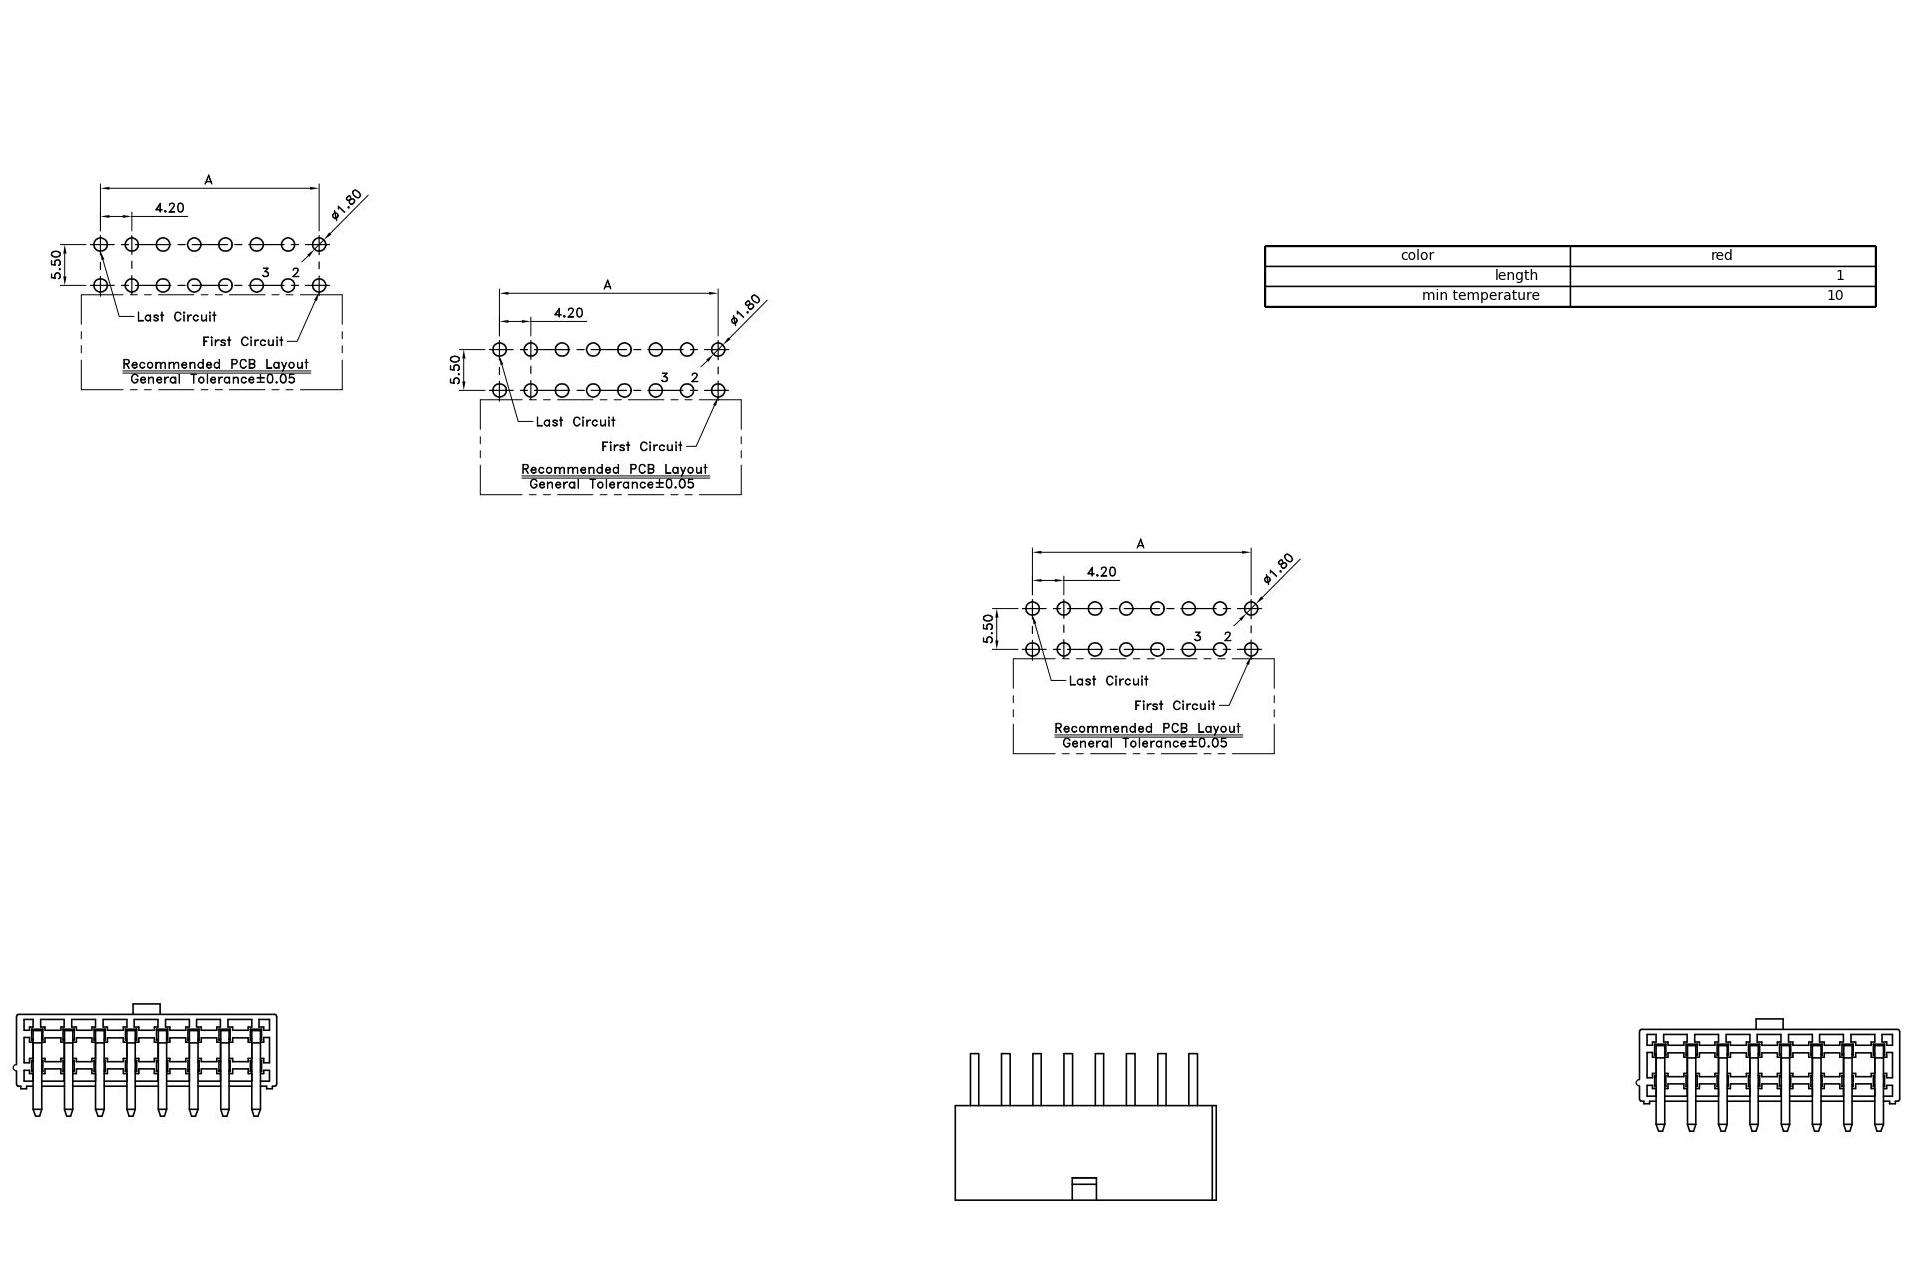 A
4.20
ø1.80
5.50
3 2
Last Circuit
First Circuit
Recommended PCB Layout
General Tolerance±0.05
A
4.20
ø1.80
5.50
3 2
Last Circuit
First Circuit
Recommended PCB Layout
General Tolerance±0.05
color red
length 1
min temperature 10
A
4.20
ø1.80
5.50
3 2
Last Circuit
First Circuit
Recommended PCB Layout
General Tolerance±0.05